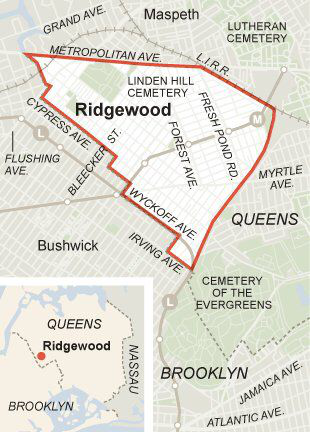 GRAND AVE.
Maspeth
LUTHERAN
CEMETERY
METROPOLITAN AVE.
L.I.R.R.
LINDEN HILL
CEMETERY
Ridgewood
CYPRESS AVE.
L
FLUSHING
AVE.
BLEECKER ST.
FOREST AVE.
FRESH POND RD.
M
MYRTLE
AVE.
WYCKOFF AVE.
QUEENS
Bushwick
IRVING AVE.
CEMETERY
OF THE
EVERGREENS
L
BROOKLYN
JAMAICA AVE.
ATLANTIC AVE.
QUEENS
Ridgewood
NASSAU
BROOKLYN